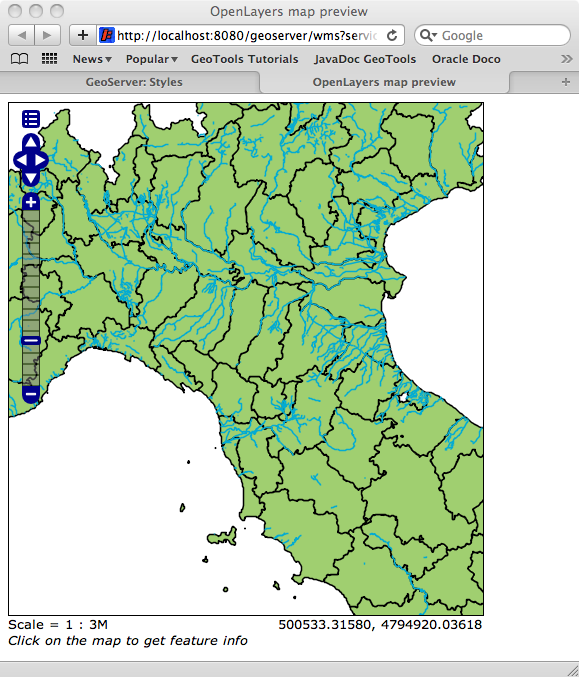 OpenLayers map preview
http://localhost:8080/geoserver/wms?servic
Google
News Popular GeoTools Tutorials JavaDoc GeoTools Oracle Doco
GeoServer: Styles
OpenLayers map preview
Scale = 1 : 3M
500533.31580, 4794920.03618
Click on the map to get feature info